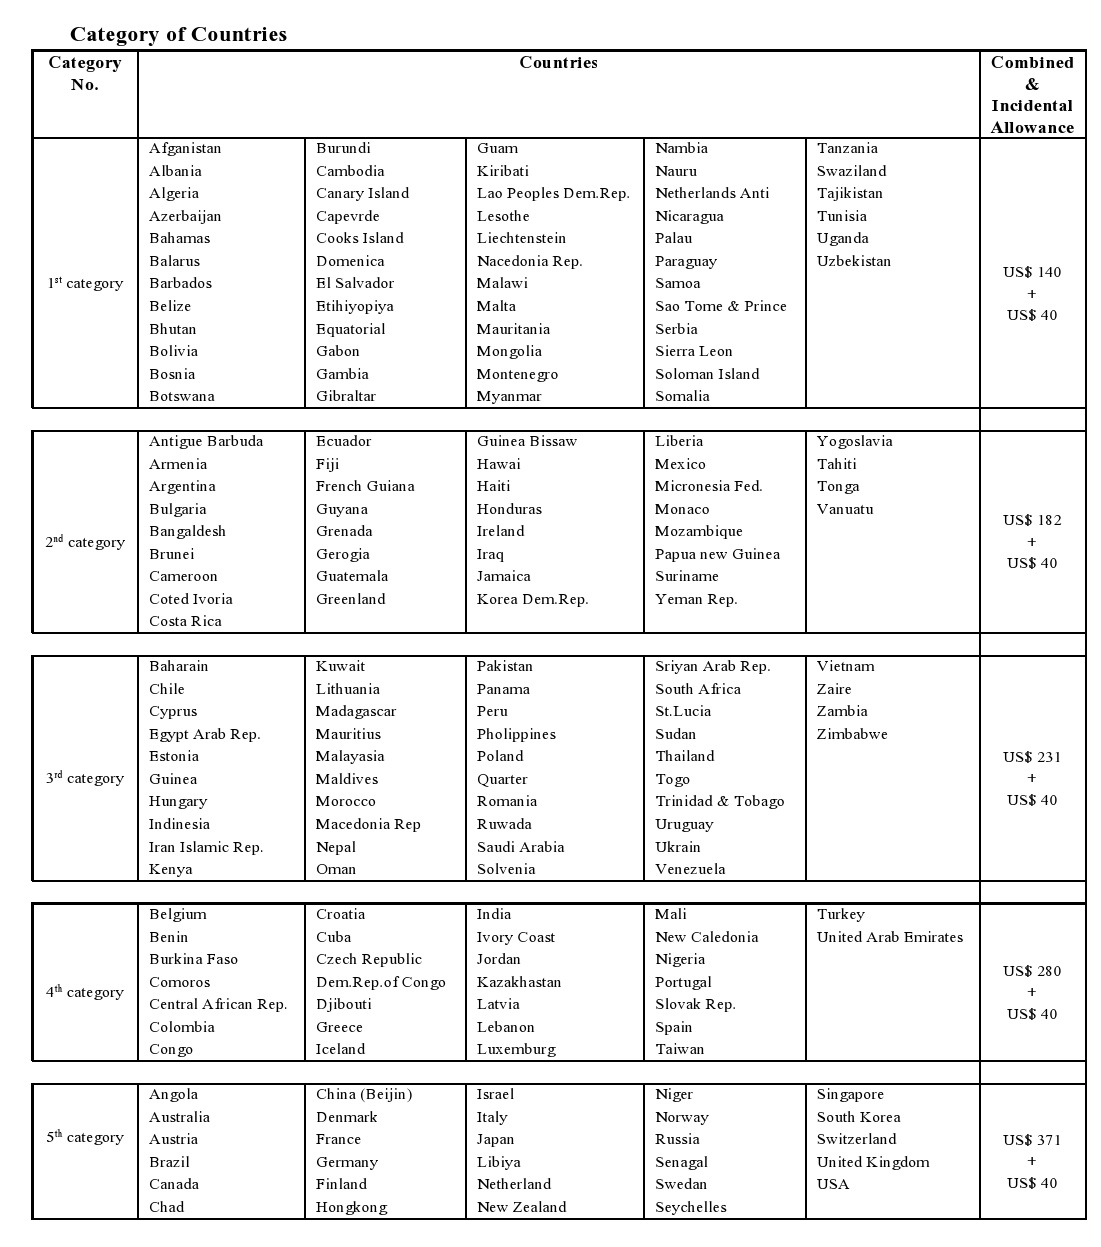 Category of Countries
Category No. Countries Combined & Incidental Allowance
Afganistan Burundi Guam Nambia Tanzania
Albania Cambodia Kiribati Nauru Swaziland
Algeria Canary Island Lao Peoples Dem.Rep. Netherlands Anti Tajikistan
Azerbaijan Capevrde Lesothe Nicaragua Tunisia
Bahamas Cooks Island Liechtenstein Palau Uganda
Balarus Domenica Nacedonia Rep. Paraguay Uzbekistan
1st category Barbados El Salvador Malawi Samoa US$ 140
Belize Etihiyopiya Malta Sao Tome & Prince +
Bhutan Equatorial Mauritania Serbia US$ 40
Bolivia Gabon Mongolia Sierra Leon
Bosnia Gambia Montenegro Soloman Island
Botswana Gibraltar Myanmar Somalia
Antigue Barbuda Ecuador Guinea Bissaw Liberia Yogoslavia
Armenia Fiji Hawai Mexico Tahiti
Argentina French Guiana Haiti Micronesia Fed. Tonga
Bulgaria Guyana Honduras Monaco Vanuatu
Bangaldesh Grenada Ireland Mozambique US$ 182
2nd category Brunei Gerogia Iraq Papua new Guinea +
Cameroon Guatemala Jamaica Suriname US$ 40
Coted Ivoria Greenland Korea Dem.Rep. Yeman Rep.
Costa Rica
Baharain Kuwait Pakistan Sriyan Arab Rep. Vietnam
Chile Lithuania Panama South Africa Zaire
Cyprus Madagascar Peru St.Lucia Zambia
Egypt Arab Rep. Mauritius Pholippines Sudan Zimbabwe
Estonia Malayasia Poland Thailand US$ 231
3rd category Guinea Maldives Quarter Togo +
Hungary Morocco Romania Trinidad & Tobago US$ 40
Indinesia Macedonia Rep Ruwada Uruguay
Iran Islamic Rep. Nepal Saudi Arabia Ukrain
Kenya Oman Solvenia Venezuela
Belgium Croatia India Mali Turkey
Benin Cuba Ivory Coast New Caledonia United Arab Emirates
Burkina Faso Czech Republic Jordan Nigeria US$ 280
4th category Comoros Dem.Rep.of Congo Kazakhastan Portugal +
Central African Rep. Djibouti Latvia Slovak Rep. US$ 40
Colombia Greece Lebanon Spain
Congo Iceland Luxemburg Taiwan
Angola China (Beijin) Israel Niger Singapore
Australia Denmark Italy Norway South Korea
5th category Austria France Japan Russia Switzerland US$ 371
Brazil Germany Libiya Senagal United Kingdom +
Canada Finland Netherland Swedan USA US$ 40
Chad Hongkong New Zealand Seychelles